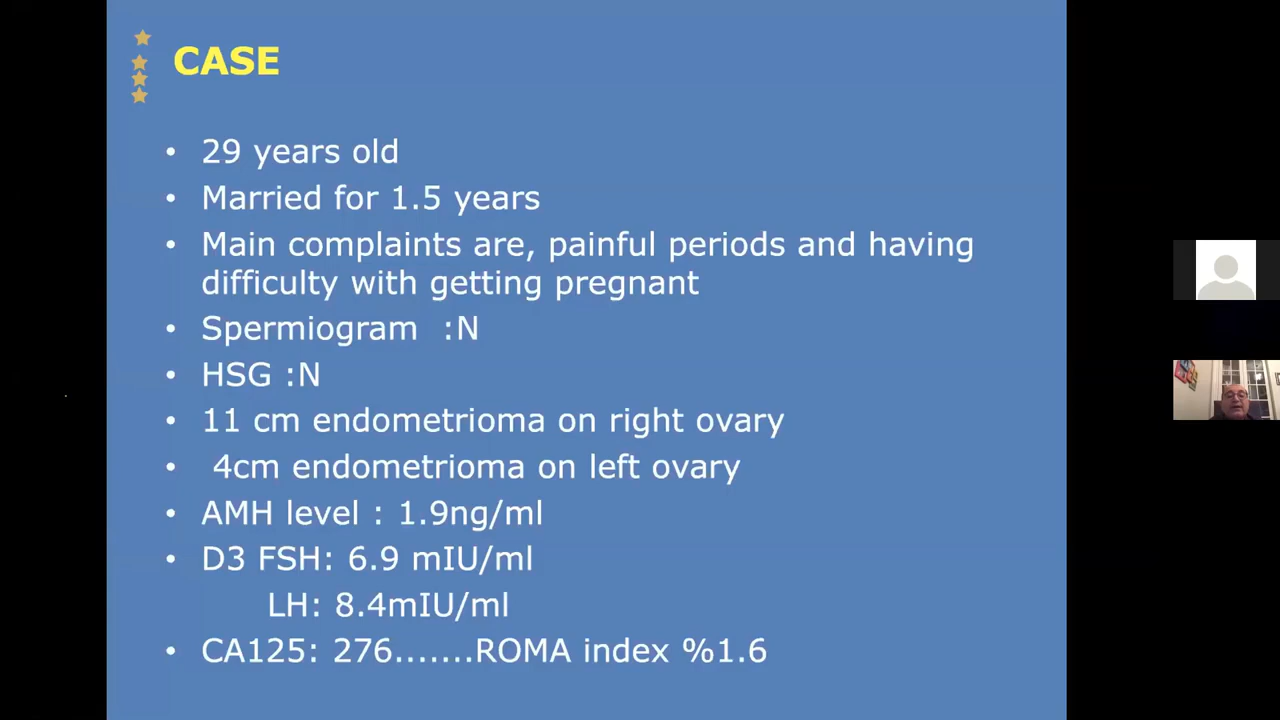 CASE
• 29 years old
• Married for 1.5 years
• Main complaints are, painful periods and having
difficulty with getting pregnant
• Spermiogram :N
• HSG :N
• 11 cm endometrioma on right ovary
• 4cm endometrioma on left ovary
• AMH level : 1.9ng/ml
• D3 FSH: 6.9 mIU/ml
LH: 8.4mIU/ml
• CA125: 276.......ROMA index %1.6